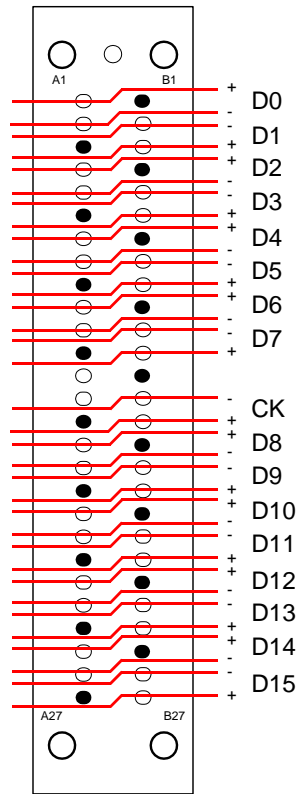 A1 B1
+
D0
-
-
D1
+
+
D2
-
-
D3
+
+
D4
-
-
D5
+
+
D6
-
-
D7
+
-
CK
+
+
D8
-
-
D9
+
+
D10
-
-
D11
+
+
D12
-
-
D13
+
+
D14
-
-
D15
+
A27 B27